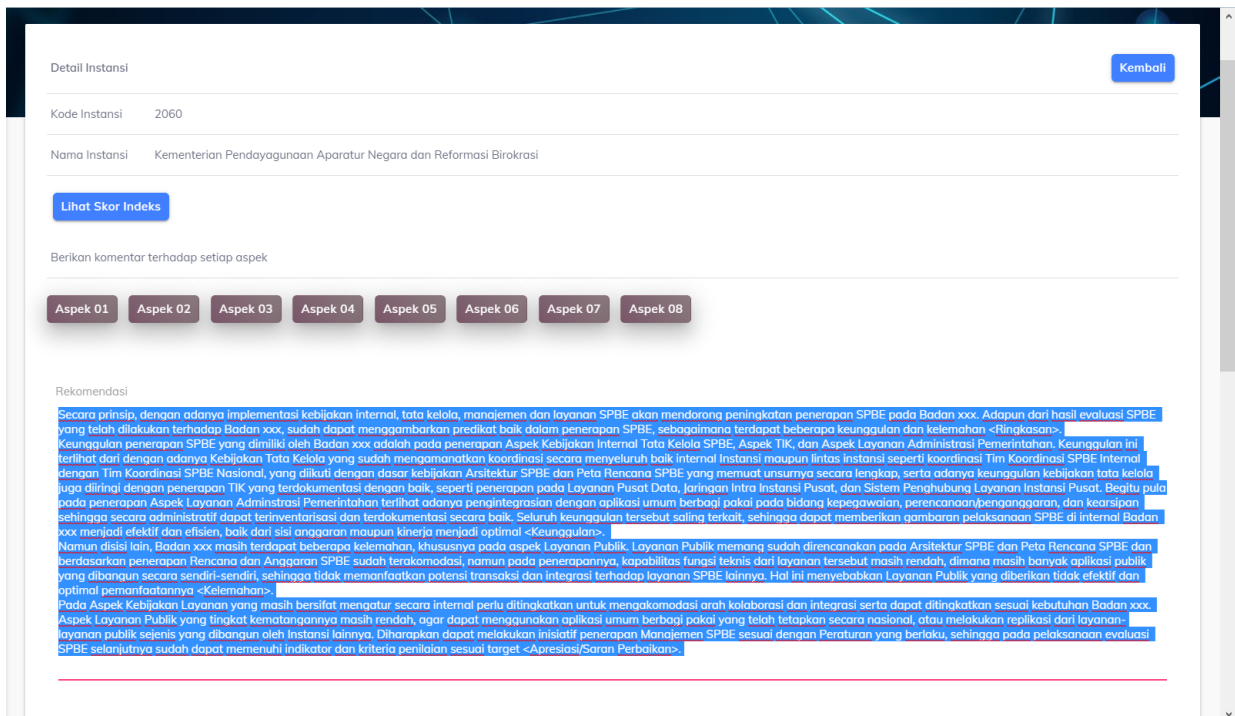 Detail Instansi
Kembali
Kode Instansi 2060
Nama Instansi Kementerian Pendayagunaan Aparatur Negara dan Reformasi Birokrasi
Lihat Skor Indeks
Berikan komentar terhadap setiap aspek
Aspek 01 Aspek 02 Aspek 03 Aspek 04 Aspek 05 Aspek 06 Aspek 07 Aspek 08
Rekomendasi
Secara prinsip, dengan adanya implementasi kebijakan internal, tata kelola, manajemen dan layanan SPBE akan mendorong peningkatan penerapan SPBE pada Badan xxx. Adapun dari hasil evaluasi SPBE
yang telah dilakukan terhadap Badan xxx, sudah dapat menggambarkan predikat baik dalam penerapan SPBE, sebagaimana terdapat beberapa keunggulan dan kelemahan <Ringkasan>.
Keunggulan penerapan SPBE yang dimiliki oleh Badan xxx adalah pada penerapan Aspek Kebijakan Internal Tata Kelola SPBE, Aspek TIK, dan Aspek Layanan Administrasi Pemerintahan. Keunggulan ini
terlihat dari dengan adanya Kebijakan Tata Kelola yang sudah mengamanatkan koordinasi secara menyeluruh baik internal Instansi maupun lintas instansi seperti koordinasi Tim Koordinasi SPBE Internal
dengan Tim Koordinasi SPBE Nasional, yang diikuti dengan dasar kebijakan Arsitektur SPBE dan Peta Rencana SPBE yang memuat unsurnya secara lengkap, serta adanya keunggulan kebijakan tata kelola
juga diiringi dengan penerapan TIK yang terdokumentasi dengan baik, seperti penerapan pada Layanan Pusat Data, Jaringan Intra Instansi Pusat, dan Sistem Penghubung Layanan Instansi Pusat. Begitu pula
pada penerapan Aspek Layanan Adminstrasi Pemerintahan terlihat adanya pengintegrasian dengan aplikasi umum berbagi pakai pada bidang kepegawaian, perencanaan/penganggaran, dan kearsipan
sehingga secara administratif dapat terinventarisasi dan terdokumentasi secara baik. Seluruh keunggulan tersebut saling terkait, sehingga dapat memberikan gambaran pelaksanaan SPBE di internal Badan
xxx menjadi efektif dan efisien, baik dari sisi anggaran maupun kinerja menjadi optimal <Keunggulan>.
Namun disisi lain, Badan xxx masih terdapat beberapa kelemahan, khususnya pada aspek Layanan Publik. Layanan Publik memang sudah direncanakan pada Arsitektur SPBE dan Peta Rencana SPBE dan
berdasarkan penerapan Rencana dan Anggaran SPBE sudah terakomodasi, namun pada penerapannya, kapabilitas fungsi teknis dari layanan tersebut masih rendah, dimana masih banyak aplikasi publik
yang dibangun secara sendiri-sendiri, sehingga tidak memanfaatkan potensi transaksi dan integrasi terhadap layanan SPBE lainnya. Hal ini menyebabkan Layanan Publik yang diberikan tidak efektif dan
optimal pemanfaatannya <Kelemahan>.
Pada Aspek Kebijakan Layanan yang masih bersifat mengatur secara internal perlu ditingkatkan untuk mengakomodasi arah kolaborasi dan integrasi serta dapat ditingkatkan sesuai kebutuhan Badan xxx.
Aspek Layanan Publik yang tingkat kematangannya masih rendah, agar dapat menggunakan aplikasi umum berbagi pakai yang telah tetapkan secara nasional, atau melakukan replikasi dari layanan-
layanan publik sejenis yang dibangun oleh Instansi lainnya. Diharapkan dapat melakukan inisiatif penerapan Manajemen SPBE sesuai dengan Peraturan yang berlaku, sehingga pada pelaksanaan evaluasi
SPBE selanjutnya sudah dapat memenuhi indikator dan kriteria penilaian sesuai target <Apresiasi/Saran Perbaikan>.